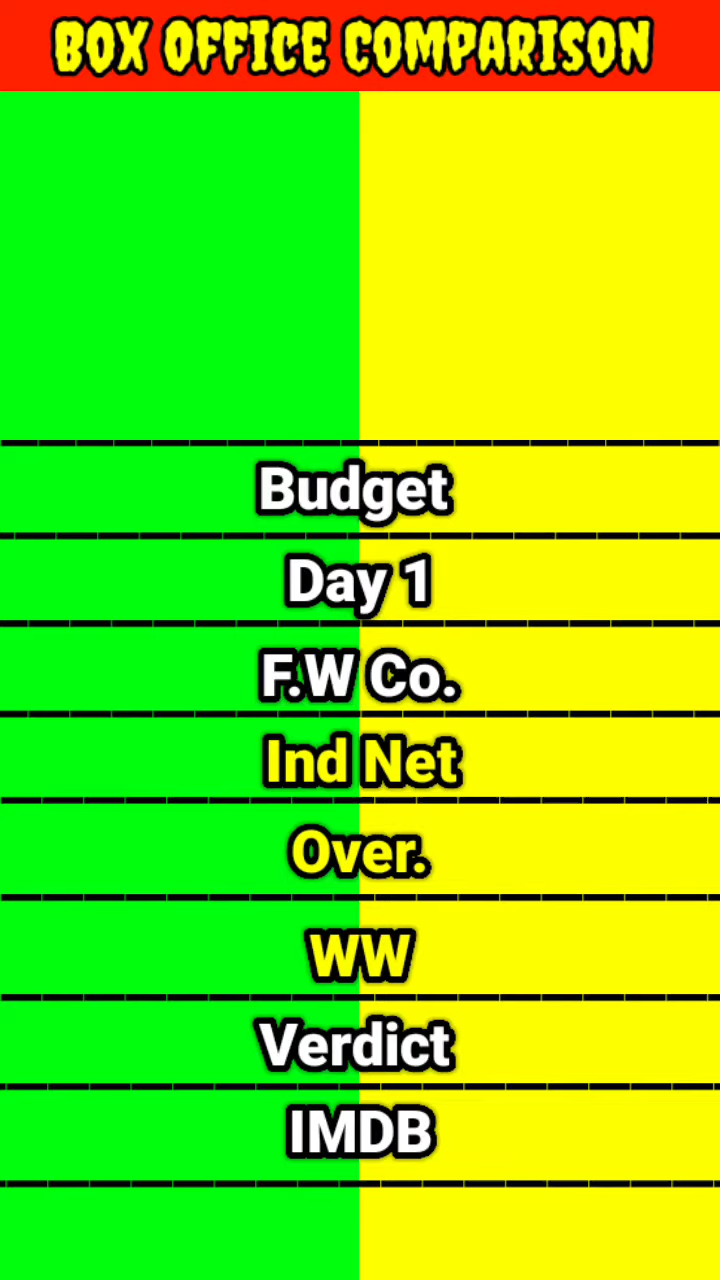 BOX OFFICE COMPARISON
Budget
Day 1
F.W Co.
Ind Net
Over.
WW
Verdict
IMDB